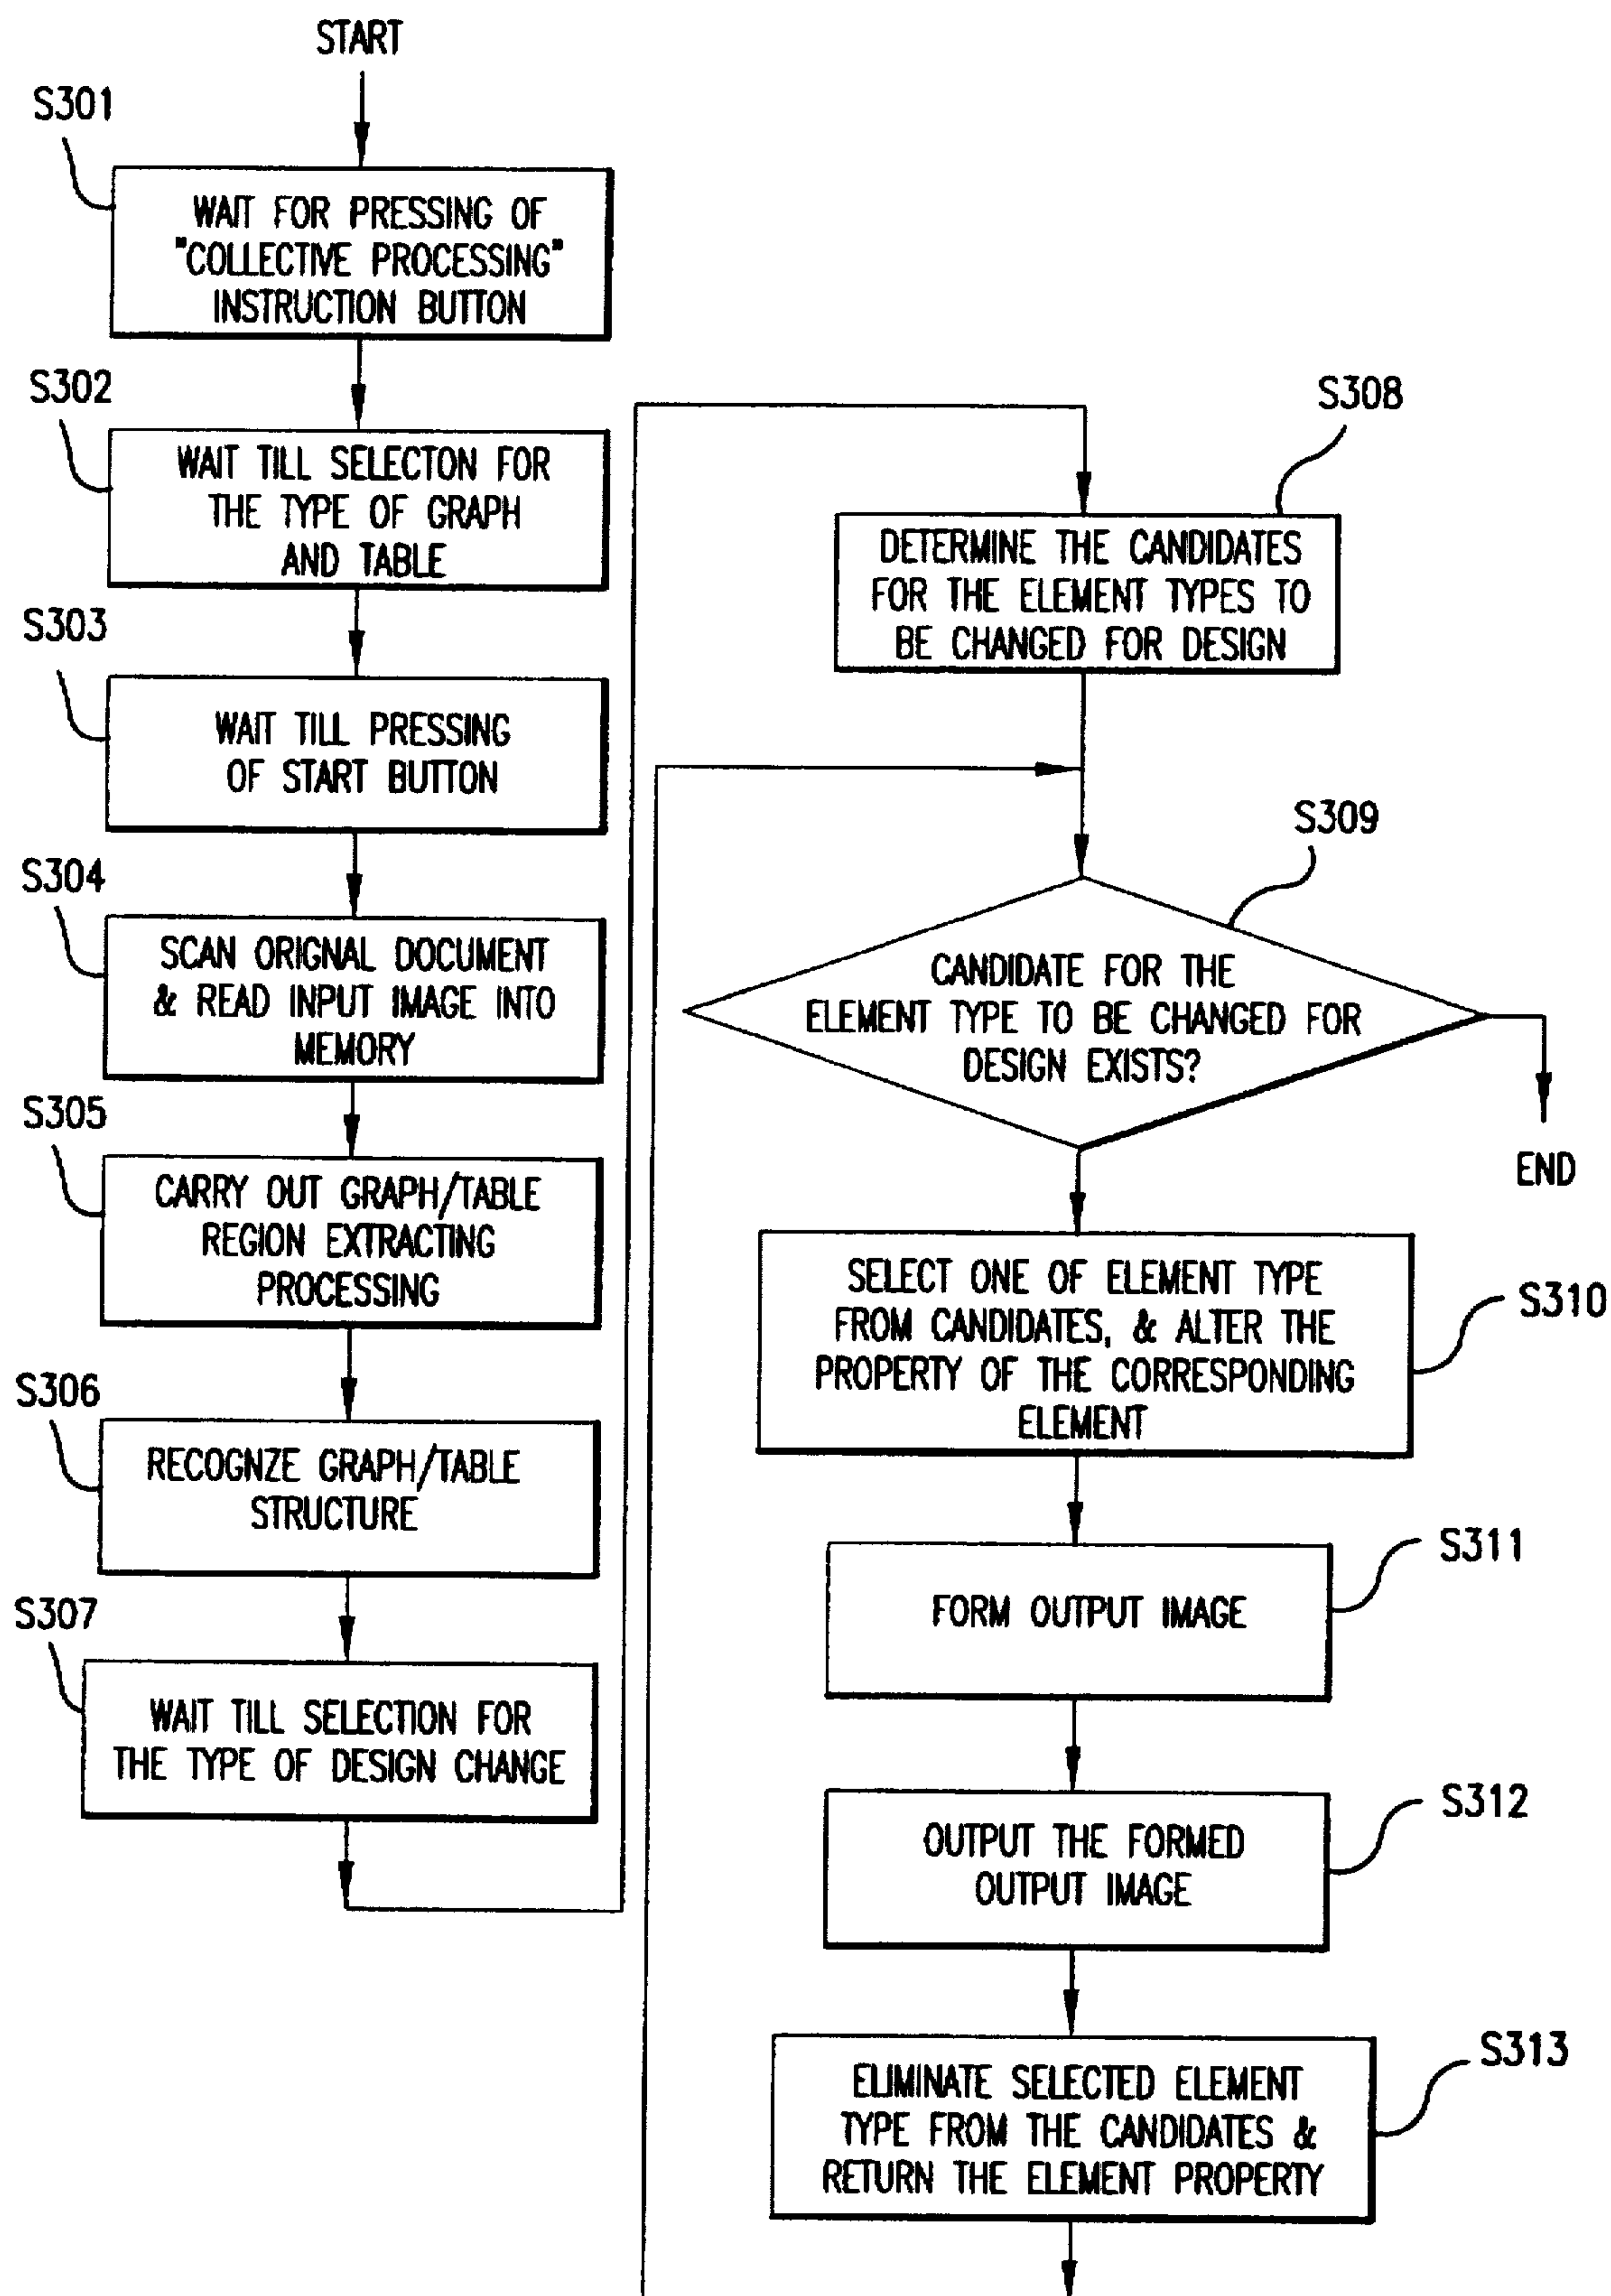 START
S301
WAIT FOR PRESSING OF
"COLLECTIVE PROCESSING"
INSTRUCTION BUTTON
S302
WAIT TILL SELECTON FOR
THE TYPE OF GRAPH
AND TABLE
S303
WAIT TILL PRESSING
OF START BUTTON
S304
SCAN ORIGNAL DOCUMENT
& READ INPUT IMAGE INTO
MEMORY
S305
CARRY OUT GRAPH/TABLE
REGION EXTRACTING
PROCESSING
S306
RECOGNZE GRAPH/TABLE
STRUCTURE
S307
WAIT TILL SELECTION FOR
THE TYPE OF DESIGN CHANGE
S308
DETERMINE THE CANDIDATES
FOR THE ELEMENT TYPES TO
BE CHANGED FOR DESIGN
S309
CANDIDATE FOR THE
ELEMENT TYPE TO BE CHANGED FOR
DESIGN EXISTS?
END
SELECT ONE OF ELEMENT TYPE
FROM CANDIDATES, & ALTER THE
PROPERTY OF THE CORRESPONDING
ELEMENT
S310
S311
FORM OUTPUT IMAGE
S312
OUTPUT THE FORMED
OUTPUT IMAGE
S313
ELIMINATE SELECTED ELEMENT
TYPE FROM THE CANDIDATES &
RETURN THE ELEMENT PROPERTY